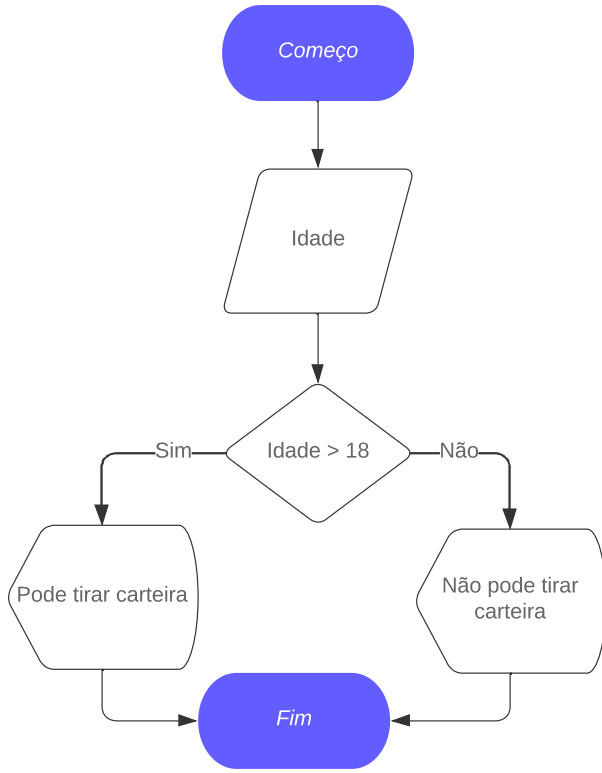 Começo
Idade
Idade > 18
Sim
Não
Pode tirar carteira
Não pode tirar
carteira
Fim